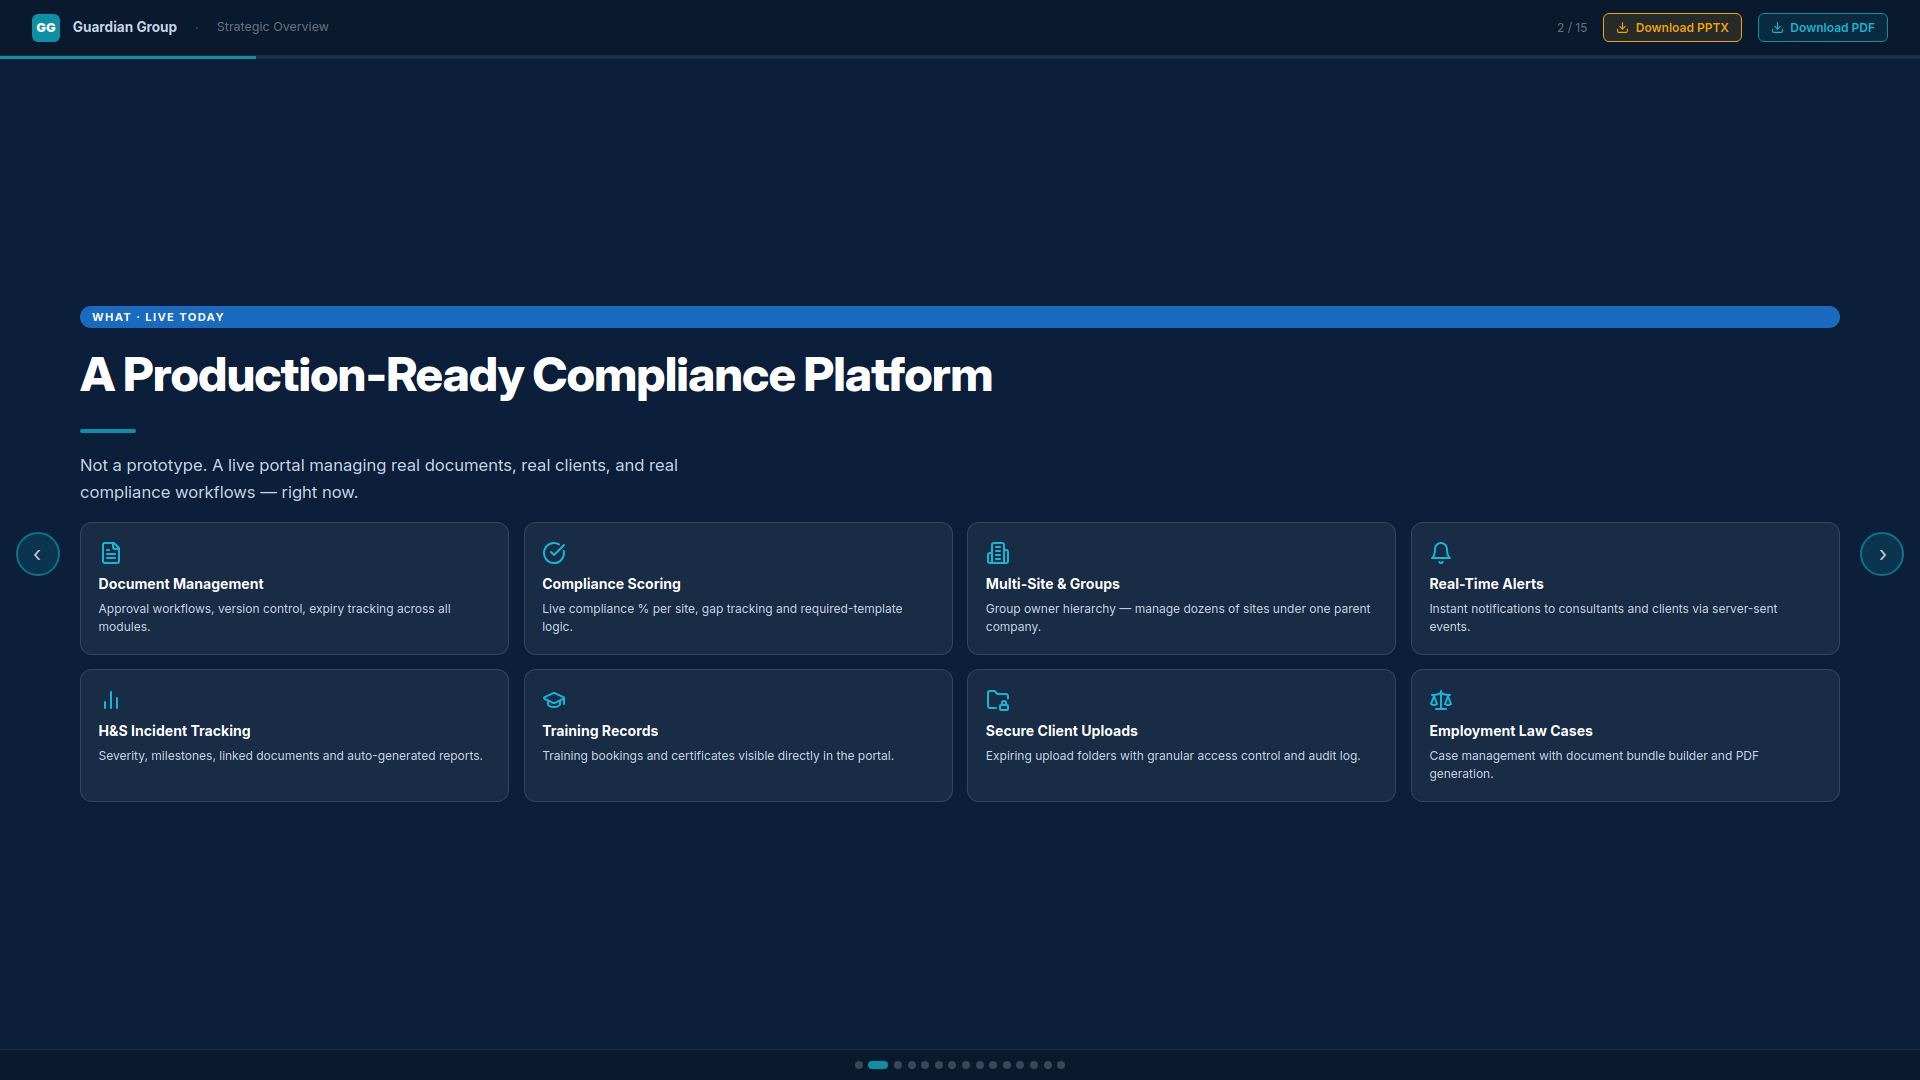 GG Guardian Group · Strategic Overview 2 / 15 Download PPTX Download PDF
WHAT · LIVE TODAY
A Production-Ready Compliance Platform
Not a prototype. A live portal managing real documents, real clients, and real
compliance workflows — right now.
‹
›
Document Management
Approval workflows, version control, expiry tracking across all
modules.
Compliance Scoring
Live compliance % per site, gap tracking and required-template
logic.
Multi-Site & Groups
Group owner hierarchy — manage dozens of sites under one parent
company.
Real-Time Alerts
Instant notifications to consultants and clients via server-sent
events.
H&S Incident Tracking
Severity, milestones, linked documents and auto-generated reports.
Training Records
Training bookings and certificates visible directly in the portal.
Secure Client Uploads
Expiring upload folders with granular access control and audit log.
Employment Law Cases
Case management with document bundle builder and PDF
generation.